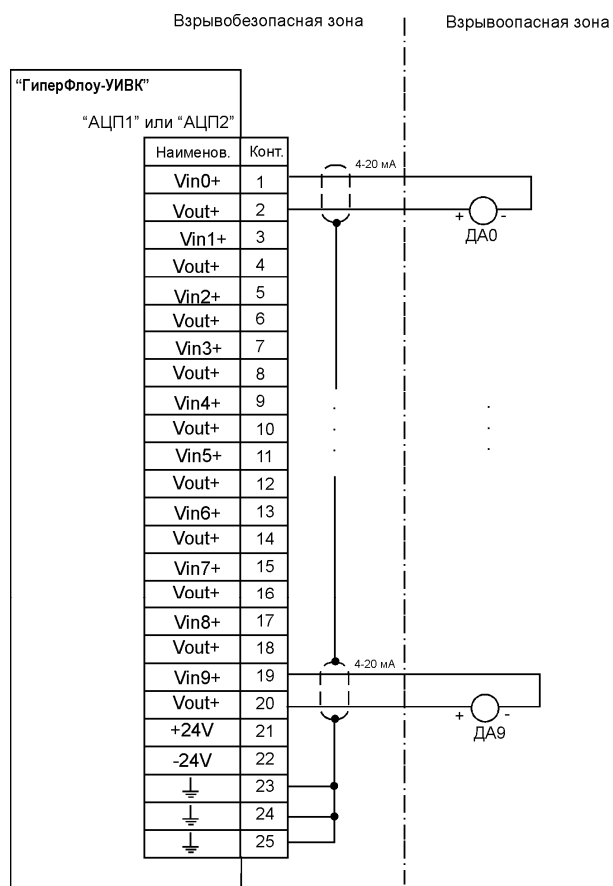 Взрывобезопасная зона
Взрывоопасная зона
“ГиперФлоу-УИВК”
“АЦП1” или “АЦП2”
Наименов. Конт.
Vin0+ 1
4-20 мА
Vout+ 2
+ -
ДА0
Vin1+ 3
Vout+ 4
Vin2+ 5
Vout+ 6
Vin3+ 7
Vout+ 8
Vin4+ 9
Vout+ 10
Vin5+ 11
Vout+ 12
Vin6+ 13
Vout+ 14
Vin7+ 15
Vout+ 16
Vin8+ 17
Vout+ 18
4-20 мА
Vin9+ 19
Vout+ 20
+ -
ДА9
+24V 21
-24V 22
23
24
25